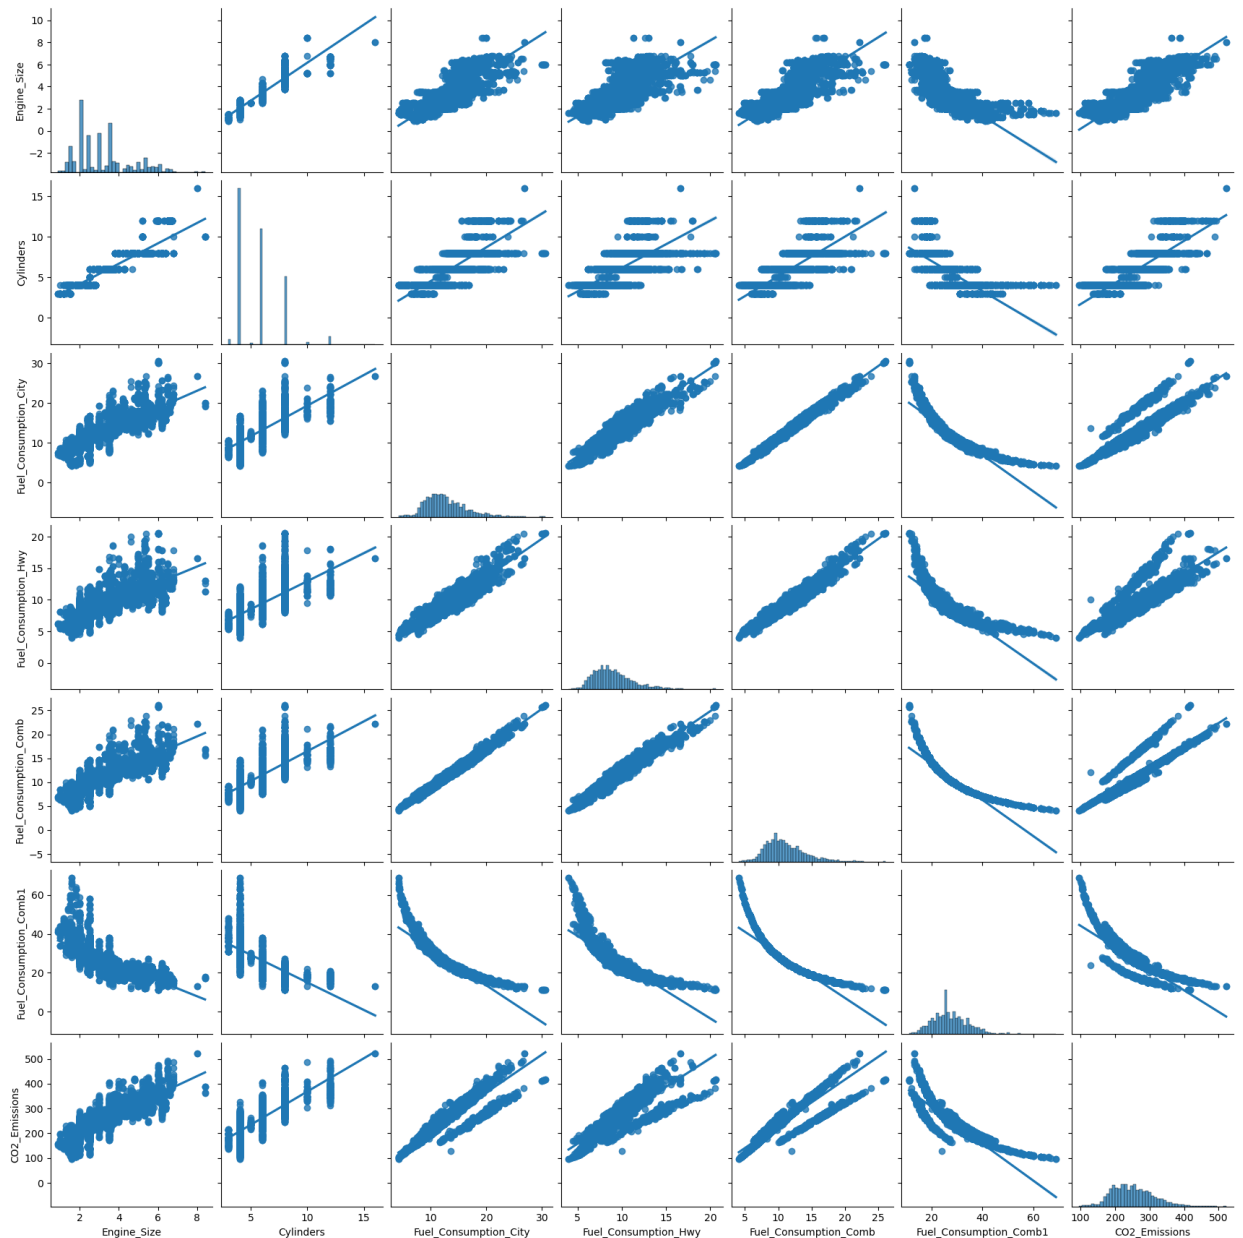 10
8
6
4
2
0
−2
Engine_Size
15
10
5
0
Cylinders
30
20
10
0
Fuel_Consumption_City
20
15
10
5
0
Fuel_Consumption_Hwy
25
20
15
10
5
0
−5
Fuel_Consumption_Comb
60
40
20
0
Fuel_Consumption_Comb1
500
400
300
200
100
0
CO2_Emissions
2 4 6 8
5 10 15
10 20 30
5 10 15 20
5 10 15 20 25
20 40 60
100 200 300 400 500
Engine_Size
Cylinders
Fuel_Consumption_City
Fuel_Consumption_Hwy
Fuel_Consumption_Comb
Fuel_Consumption_Comb1
CO2_Emissions